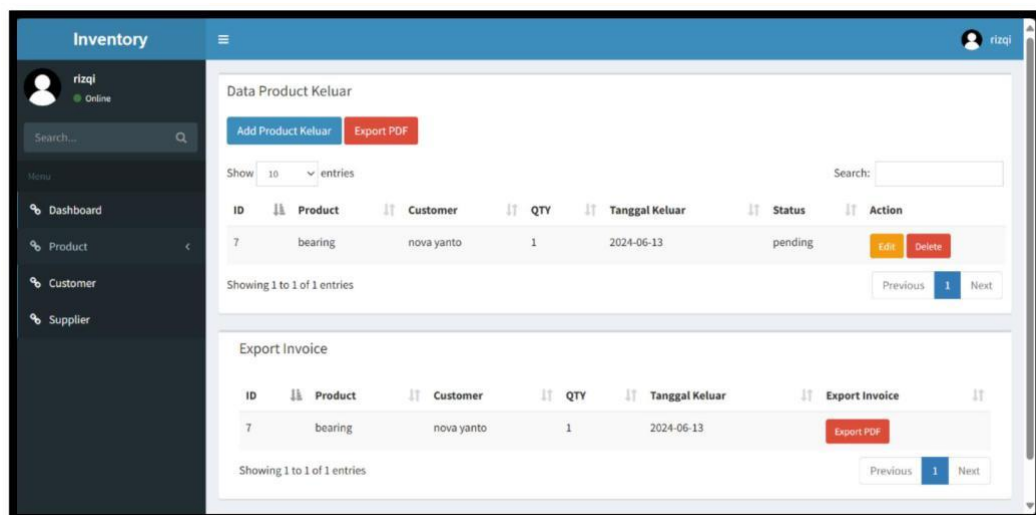 Inventory
rizqi
rizqi
Online
Search...
Menu
Dashboard
Product
Customer
Supplier
Data Product Keluar
Add Product Keluar Export PDF
Show 10 entries Search:
ID Product Customer QTY Tanggal Keluar Status Action
7 bearing nova yanto 1 2024-06-13 pending Edit Delete
Showing 1 to 1 of 1 entries Previous 1 Next
Export Invoice
ID Product Customer QTY Tanggal Keluar Export Invoice
7 bearing nova yanto 1 2024-06-13 Export PDF
Showing 1 to 1 of 1 entries Previous 1 Next